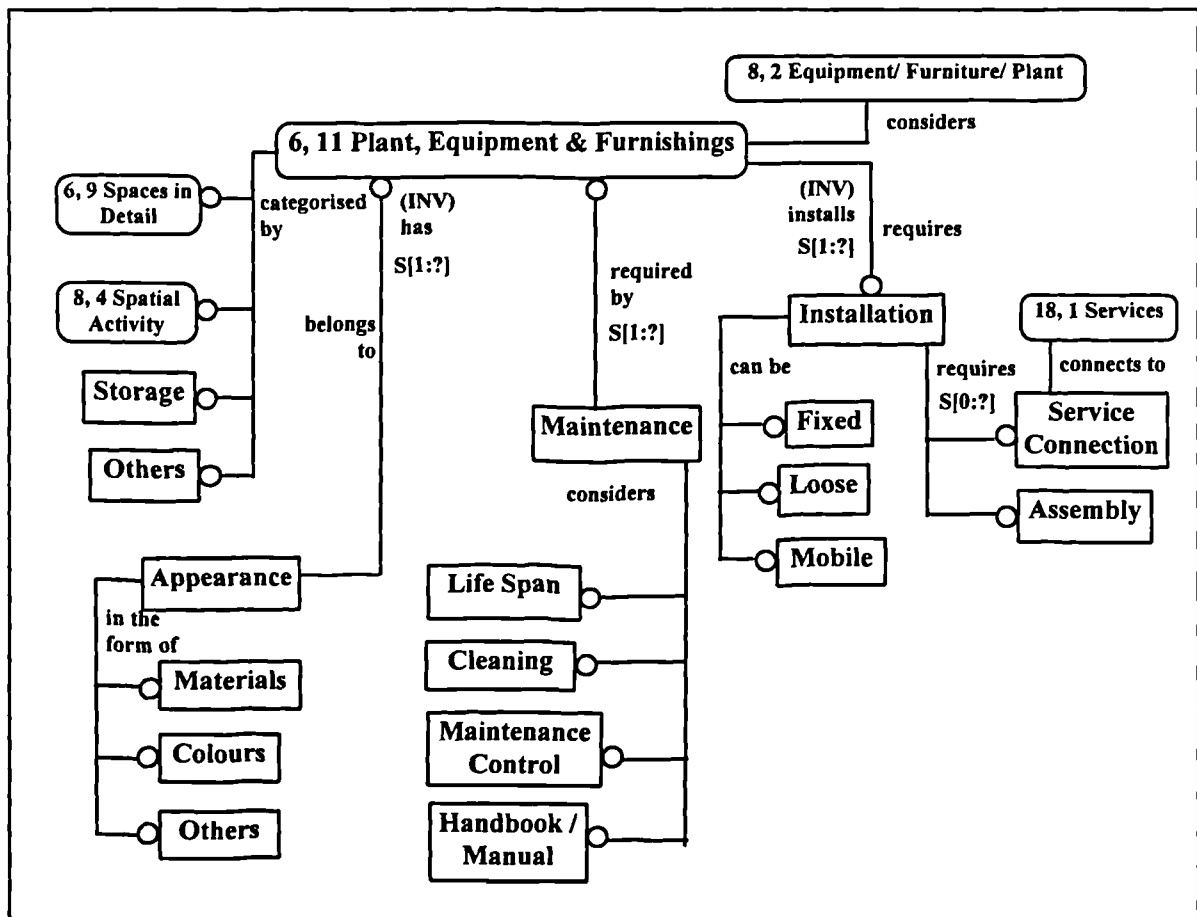 8, 2 Equipment/ Furniture/ Plant
considers
6, 11 Plant, Equipment & Furnishings
6, 9 Spaces in
Detail
categorised
by
(INV)
has
S[1:?]
(INV)
installs
S[1:?]
requires
required
by
S[1:?]
8, 4 Spatial
Activity
belongs
to
Installation
18, 1 Services
can be
requires
S[0:?]
connects to
Storage
Others
Maintenance
Fixed
Service
Connection
considers
Loose
Assembly
Mobile
Appearance
in the
form of
Life Span
Materials
Cleaning
Colours
Maintenance
Control
Others
Handbook /
Manual